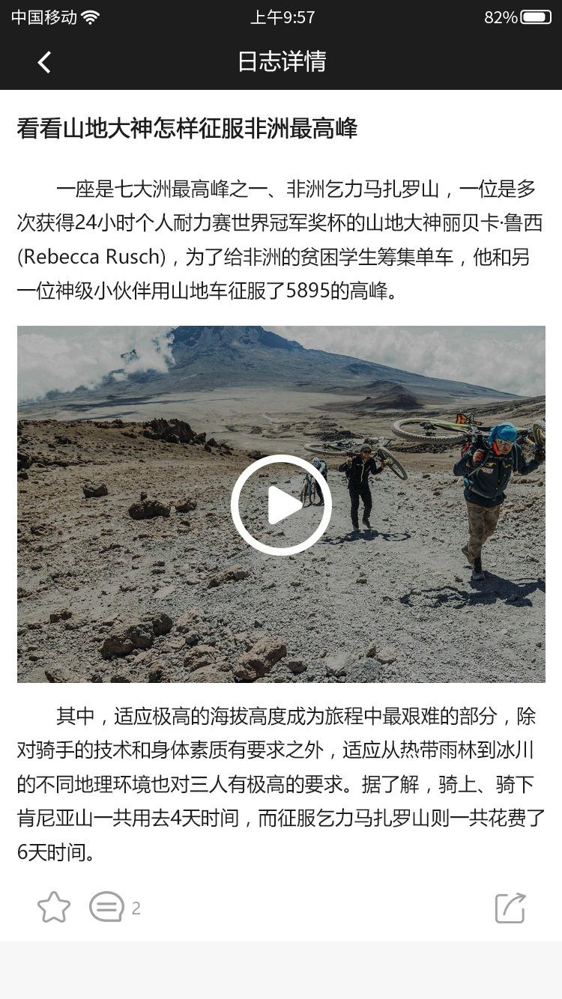 中国移动 上午9:57 82%
日志详情
看看山地大神怎样征服非洲最高峰
一座是七大洲最高峰之一、非洲乞力马扎罗山，一位是多
次获得24小时个人耐力赛世界冠军奖杯的山地大神丽贝卡·鲁西
(Rebecca Rusch)，为了给非洲的贫困学生筹集单车，他和另
一位神级小伙伴用山地车征服了5895的高峰。
其中，适应极高的海拔高度成为旅程中最艰难的部分，除
对骑手的技术和身体素质有要求之外，适应从热带雨林到冰川
的不同地理环境也对三人有极高的要求。据了解，骑上、骑下
肯尼亚山一共用去4天时间，而征服乞力马扎罗山则一共花费了
6天时间。
2